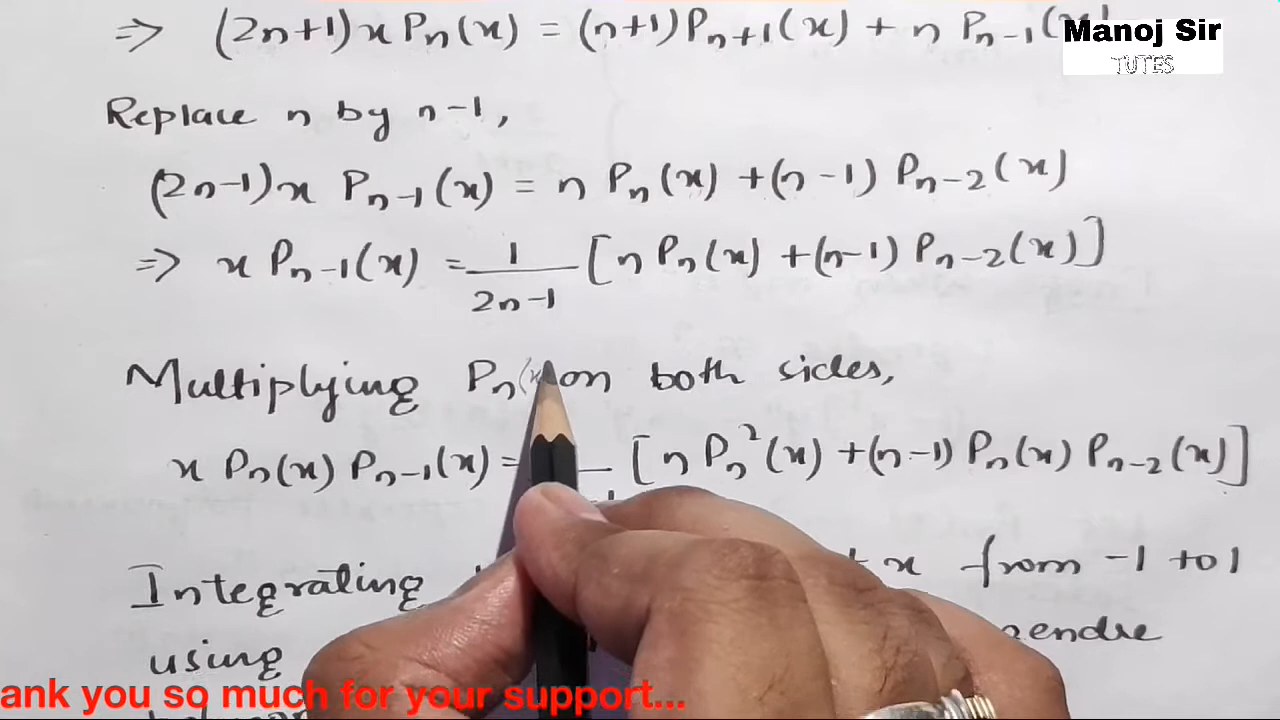 ⇒ (2n+1) x Pₙ(x) = (n+1) Pₙ₊₁(x) + n Pₙ₋₁(x)
Manoj Sir
TUTES
Replace n by n-1,
(2n-1) x Pₙ₋₁(x) = n Pₙ(x) + (n-1) Pₙ₋₂(x)
⇒ x Pₙ₋₁(x) = 1/(2n-1) [n Pₙ(x) + (n-1) Pₙ₋₂(x)]
Multiplying Pₙ(x) on both sides,
x Pₙ(x) Pₙ₋₁(x) = [n Pₙ²(x) + (n-1) Pₙ(x) Pₙ₋₂(x)]
Integrating x from -1 to 1
using
ank you so much for your support...